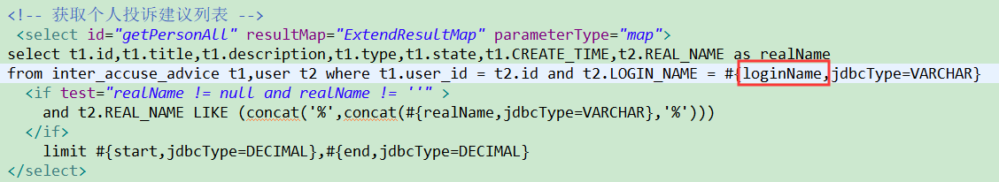 <!-- 获取个人投诉建议列表 -->
<select id="getPersonAll" resultMap="ExtendResultMap" parameterType="map">
select t1.id,t1.title,t1.description,t1.type,t1.state,t1.CREATE_TIME,t2.REAL_NAME as realName
from inter_accuse_advice t1,user t2 where t1.user_id = t2.id and t2.LOGIN_NAME = #{loginName,jdbcType=VARCHAR}
<if test="realName != null and realName != ''" >
and t2.REAL_NAME LIKE (concat('%',concat(#{realName,jdbcType=VARCHAR},'%')))
</if>
limit #{start,jdbcType=DECIMAL},#{end,jdbcType=DECIMAL}
</select>